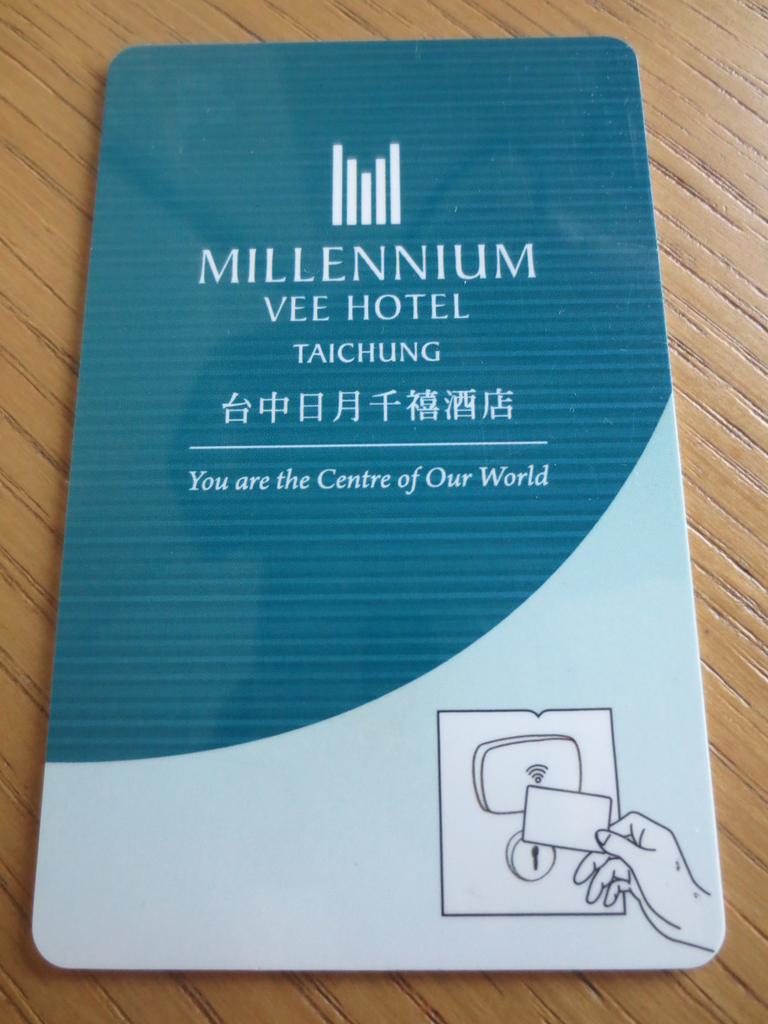 MILLENNIUM
VEE HOTEL
TAICHUNG
台中日月千禧酒店
You are the Centre of Our World